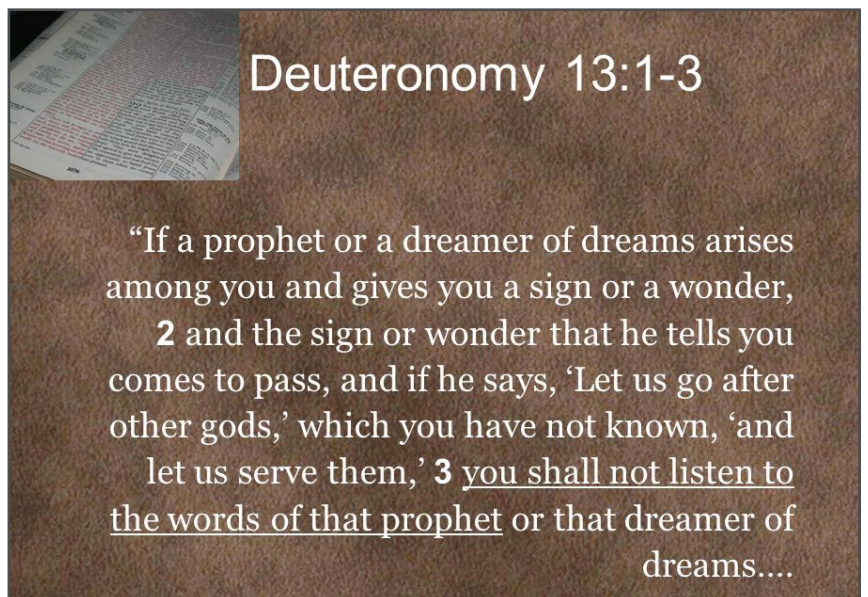 Deuteronomy 13:1-3
“If a prophet or a dreamer of dreams arises
among you and gives you a sign or a wonder,
2 and the sign or wonder that he tells you
comes to pass, and if he says, ‘Let us go after
other gods,’ which you have not known, ‘and
let us serve them,’ 3 you shall not listen to
the words of that prophet or that dreamer of
dreams....